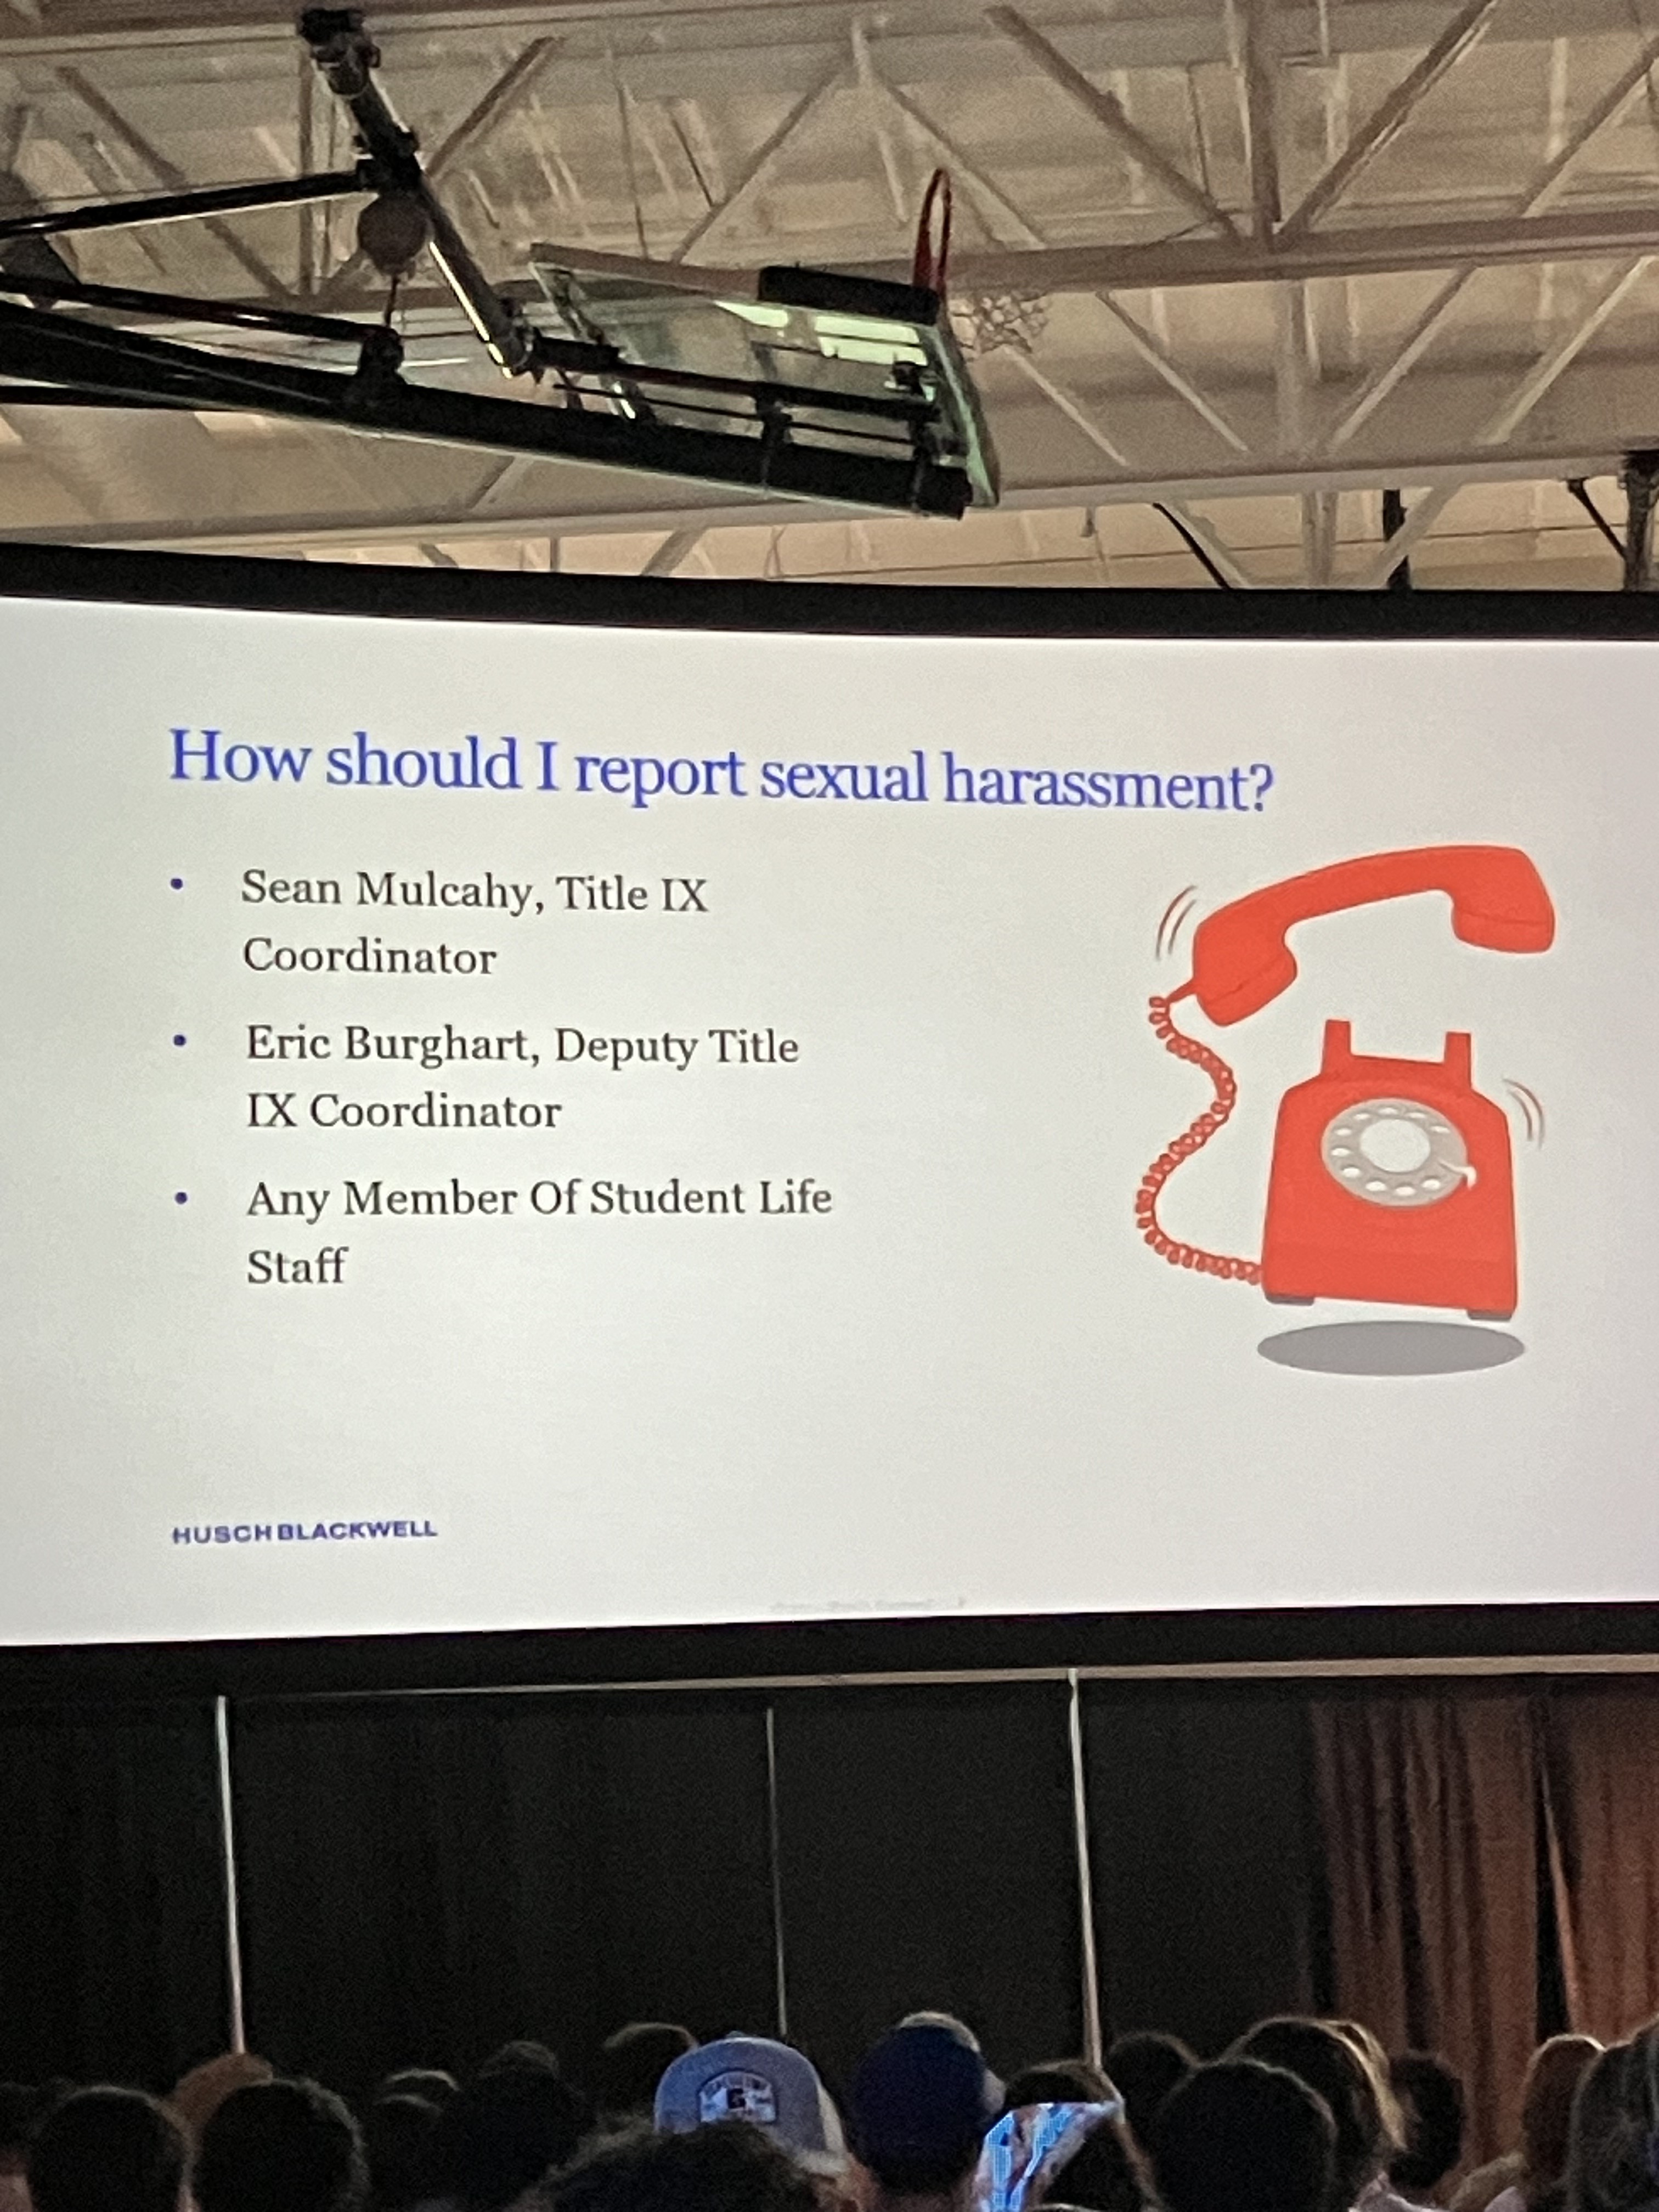 How should I report sexual harassment?
• Sean Mulcahy, Title IX
Coordinator
• Eric Burghart, Deputy Title
IX Coordinator
• Any Member Of Student Life
Staff
HUSCH BLACKWELL